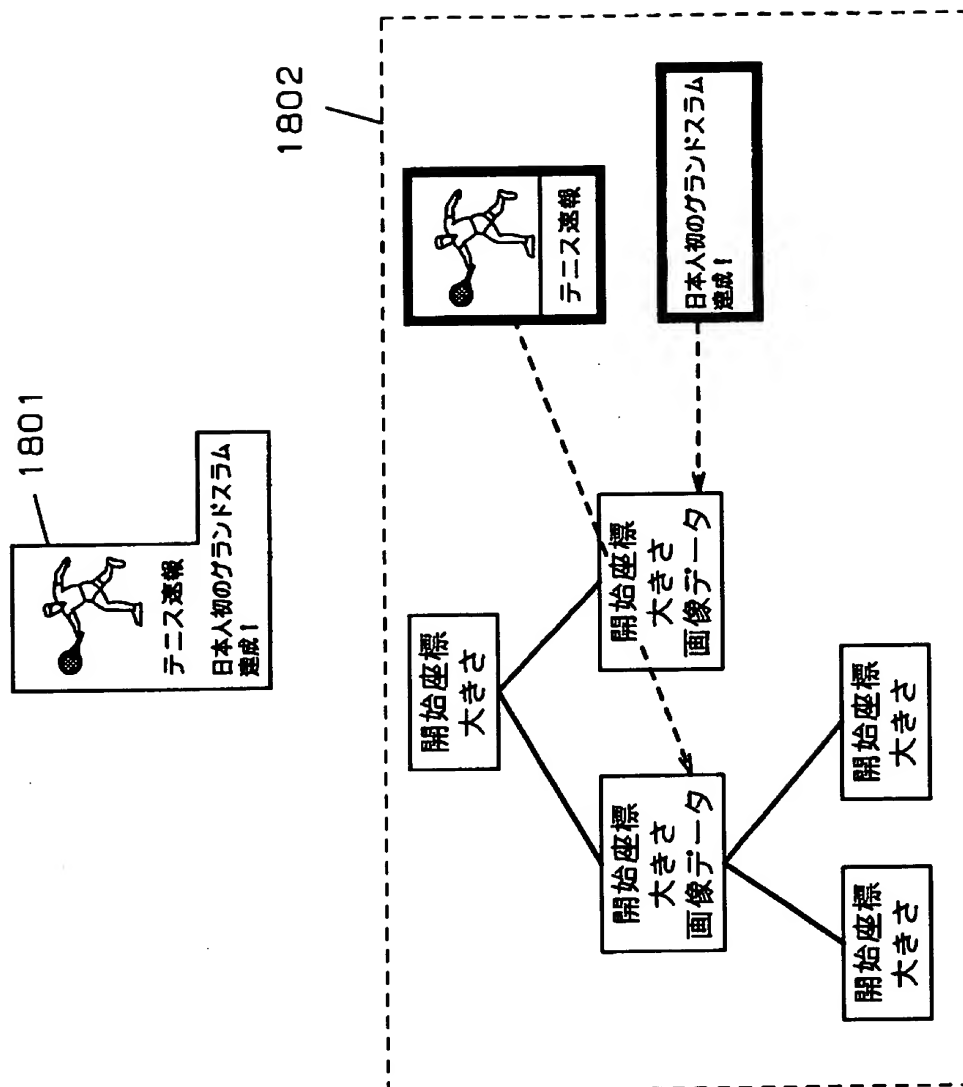 1801
テニス速報
日本人初のグランドスラム
達成!
1802
開始座標
大きさ
開始座標
大きさ
画像データ
開始座標
大きさ
画像データ
開始座標
大きさ
開始座標
大きさ
テニス速報
日本人初のグランドスラム
達成!